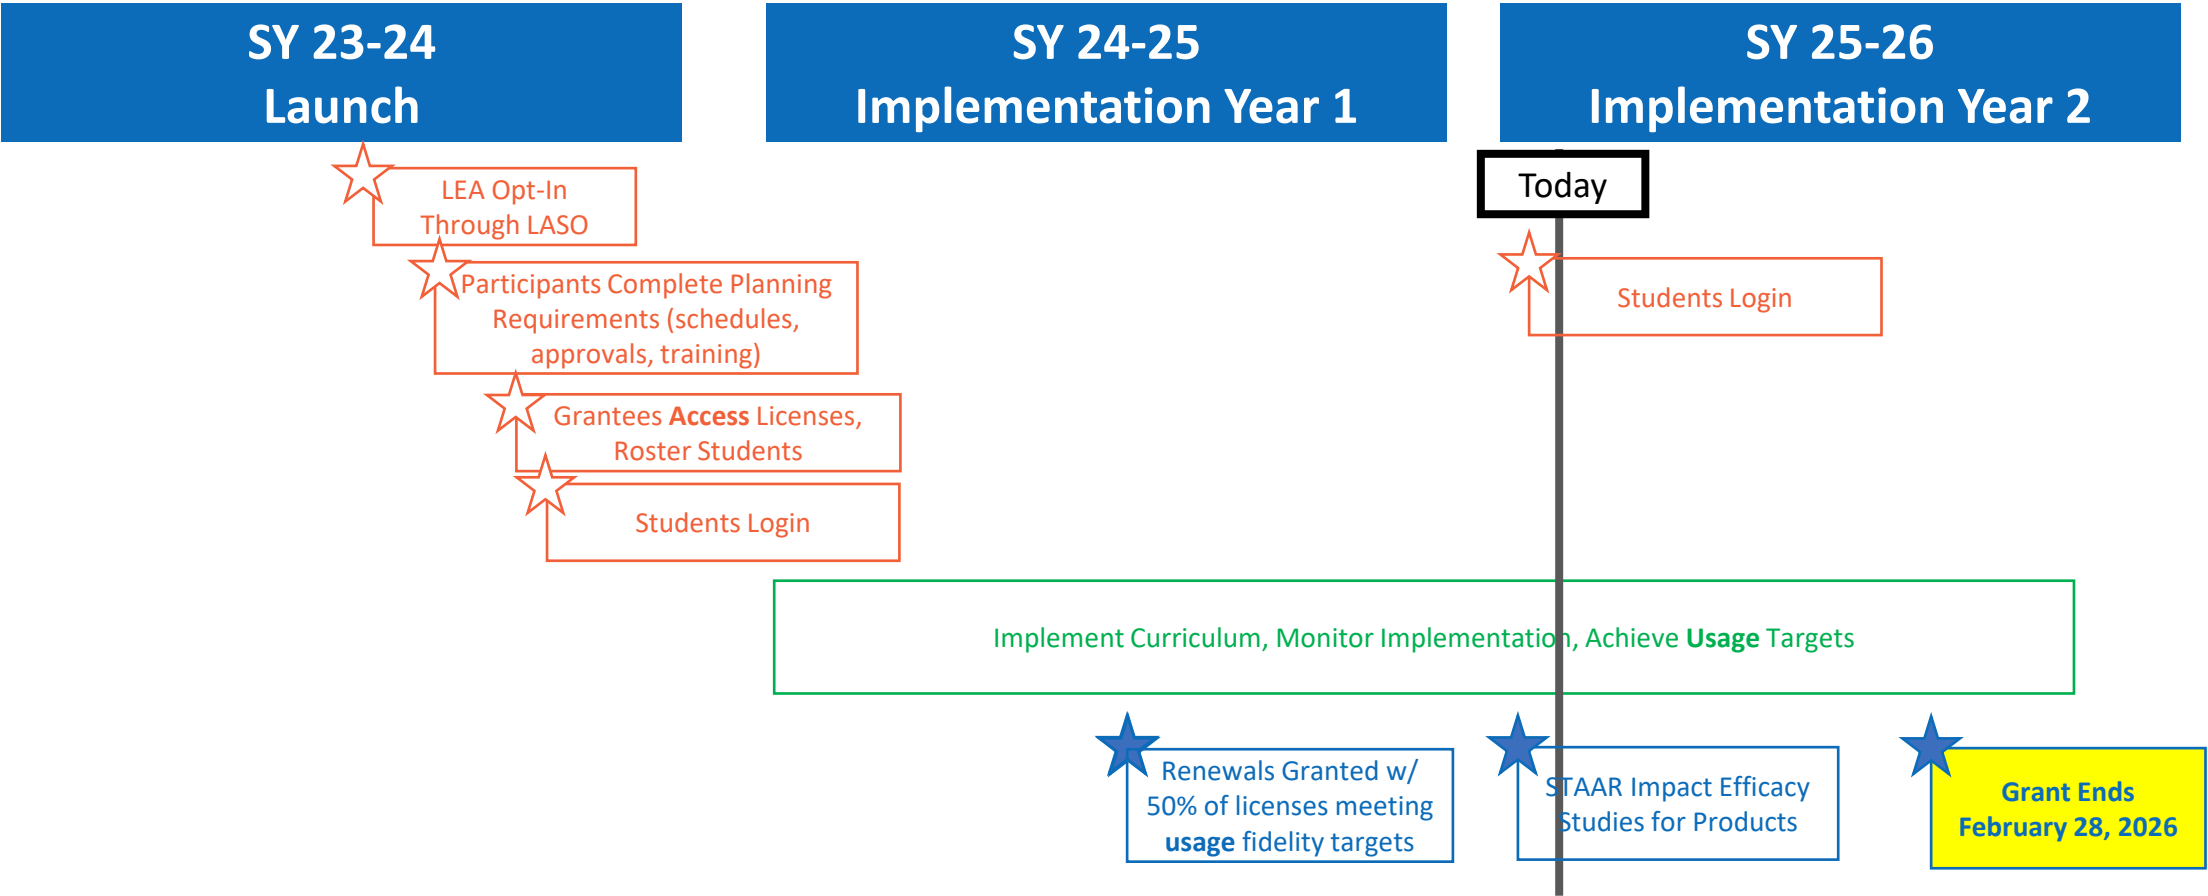 SY 23-24
Launch
SY 24-25
Implementation Year 1
SY 25-26
Implementation Year 2
Today
LEA Opt-In
Through LASO
Participants Complete Planning
Requirements (schedules,
approvals, training)
Grantees Access Licenses,
Roster Students
Students Login
Students Login
Implement Curriculum, Monitor Implementation, Achieve Usage Targets
Renewals Granted w/
50% of licenses meeting
usage fidelity targets
STAAR Impact Efficacy
Studies for Products
Grant Ends
February 28, 2026